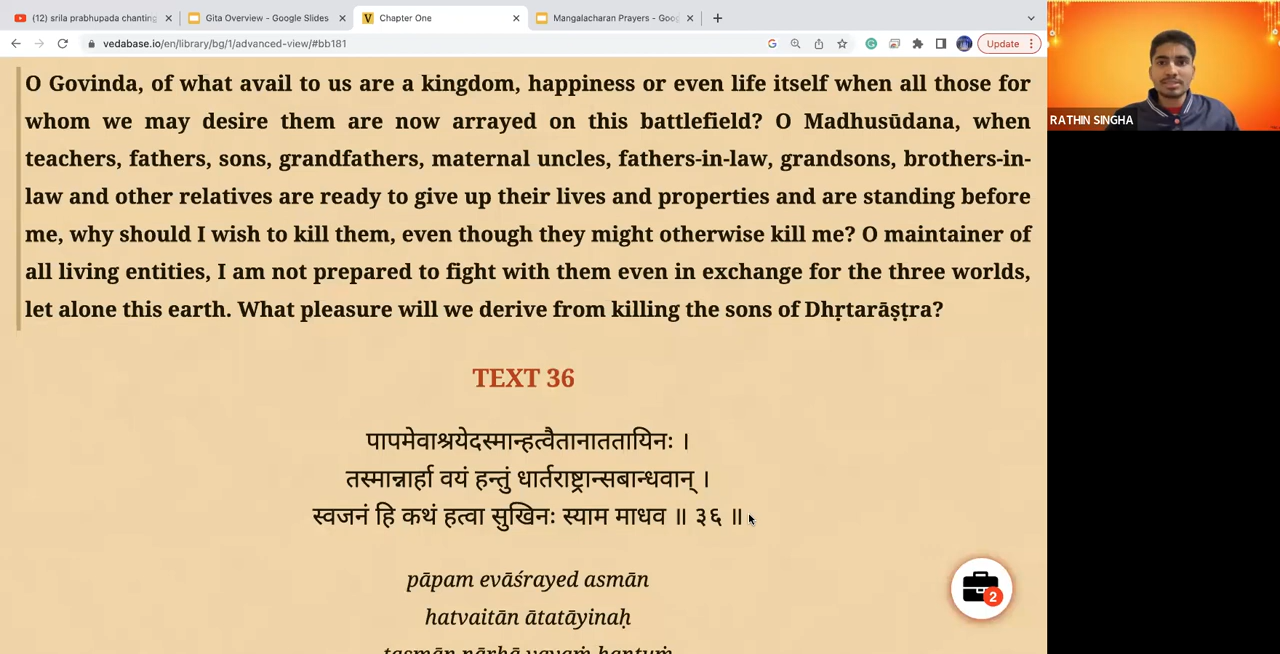 (12) srila prabhupada chanting
Gita Overview - Google Slides
Chapter One
Mangalacharan Prayers - Goo
vedabase.io/en/library/bg/1/advanced-view/#bb181
Update
RATHIN SINGHA
O Govinda, of what avail to us are a kingdom, happiness or even life itself when all those for
whom we may desire them are now arrayed on this battlefield? O Madhusūdana, when
teachers, fathers, sons, grandfathers, maternal uncles, fathers-in-law, grandsons, brothers-in-
law and other relatives are ready to give up their lives and properties and are standing before
me, why should I wish to kill them, even though they might otherwise kill me? O maintainer of
all living entities, I am not prepared to fight with them even in exchange for the three worlds,
let alone this earth. What pleasure will we derive from killing the sons of Dhṛtarāṣṭra?
TEXT 36
पापमेवाश्रयेदस्मान्हत्वैतानाततायिनः ।
तस्मान्नार्हा वयं हन्तुं धार्तराष्ट्रान्सबान्धवान् ।
स्वजनं हि कथं हत्वा सुखिनः स्याम माधव ॥ ३६ ॥
pāpam evāśrayed asmān
hatvaitān ātatāyinaḥ
tasmān nārhā vayaṁ hantuṁ
2